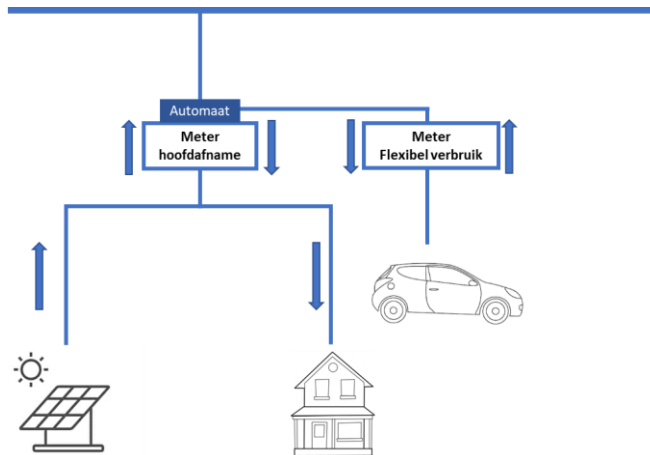 Automaat
Meter
hoofdafname
Meter
Flexibel verbruik